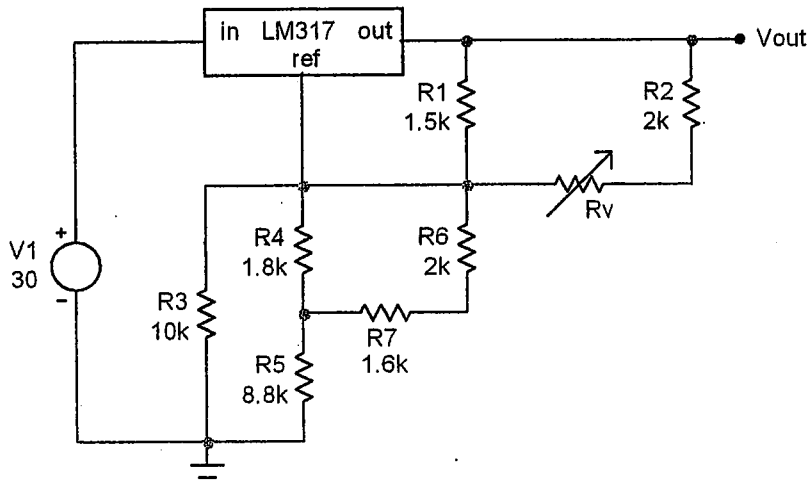 in LM317 out
ref
Vout
R1
1.5k
R2
2k
Rv
R4
1.8k
R6
2k
+
V1
30
-
R3
10k
R7
1.6k
R5
8.8k